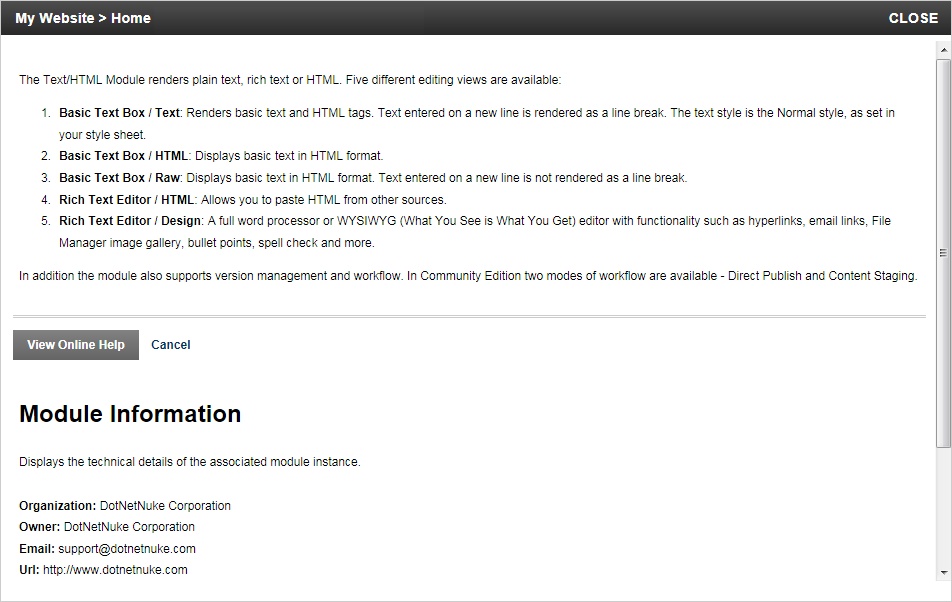 My Website > Home
CLOSE
The Text/HTML Module renders plain text, rich text or HTML. Five different editing views are available:
1. Basic Text Box / Text: Renders basic text and HTML tags. Text entered on a new line is rendered as a line break. The text style is the Normal style, as set in
your style sheet.
2. Basic Text Box / HTML: Displays basic text in HTML format.
3. Basic Text Box / Raw: Displays basic text in HTML format. Text entered on a new line is not rendered as a line break.
4. Rich Text Editor / HTML: Allows you to paste HTML from other sources.
5. Rich Text Editor / Design: A full word processor or WYSIWYG (What You See is What You Get) editor with functionality such as hyperlinks, email links, File
Manager image gallery, bullet points, spell check and more.
In addition the module also supports version management and workflow. In Community Edition two modes of workflow are available - Direct Publish and Content Staging.
View Online Help
Cancel
Module Information
Displays the technical details of the associated module instance.
Organization: DotNetNuke Corporation
Owner: DotNetNuke Corporation
Email: support@dotnetnuke.com
Url: http://www.dotnetnuke.com